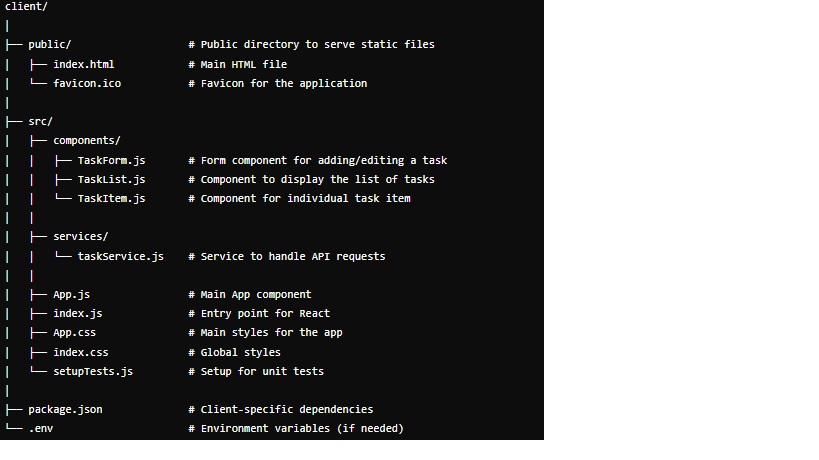 client/
│
├── public/                # Public directory to serve static files
│   ├── index.html         # Main HTML file
│   └── favicon.ico        # Favicon for the application
│
├── src/
│   ├── components/
│   │   ├── TaskForm.js    # Form component for adding/editing a task
│   │   ├── TaskList.js    # Component to display the list of tasks
│   │   └── TaskItem.js    # Component for individual task item
│   │
│   ├── services/
│   │   └── taskService.js # Service to handle API requests
│   │
│   ├── App.js             # Main App component
│   ├── index.js           # Entry point for React
│   ├── App.css            # Main styles for the app
│   ├── index.css          # Global styles
│   └── setupTests.js      # Setup for unit tests
│
├── package.json           # Client-specific dependencies
└── .env                   # Environment variables (if needed)